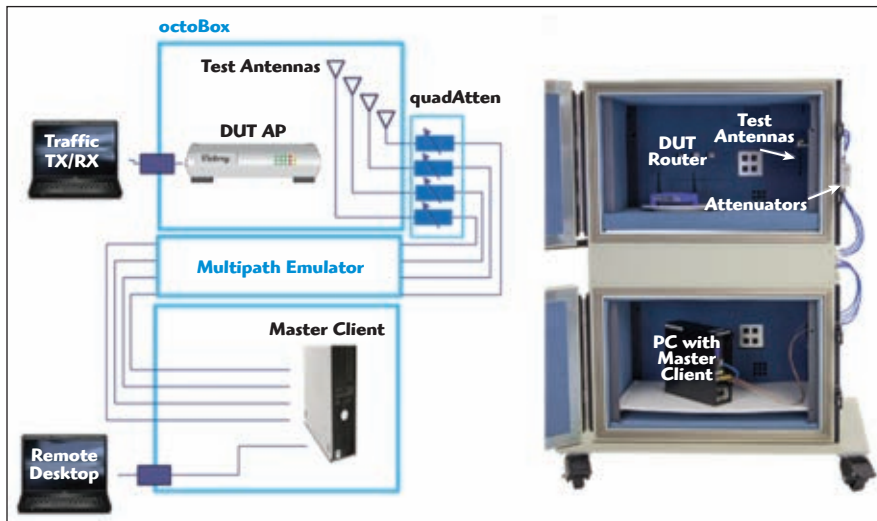 octoBox
Test Antennas
quadAtten
Traffic
TX/RX
DUT AP
Multipath Emulator
Master Client
Remote
Desktop
DUT
Router
Test
Antennas
Attenuators
PC with
Master
Client